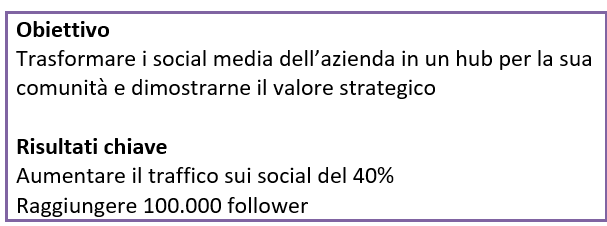 Obiettivo
Trasformare i social media dell’azienda in un hub per la sua
comunità e dimostrarne il valore strategico
Risultati chiave
Aumentare il traffico sui social del 40%
Raggiungere 100.000 follower